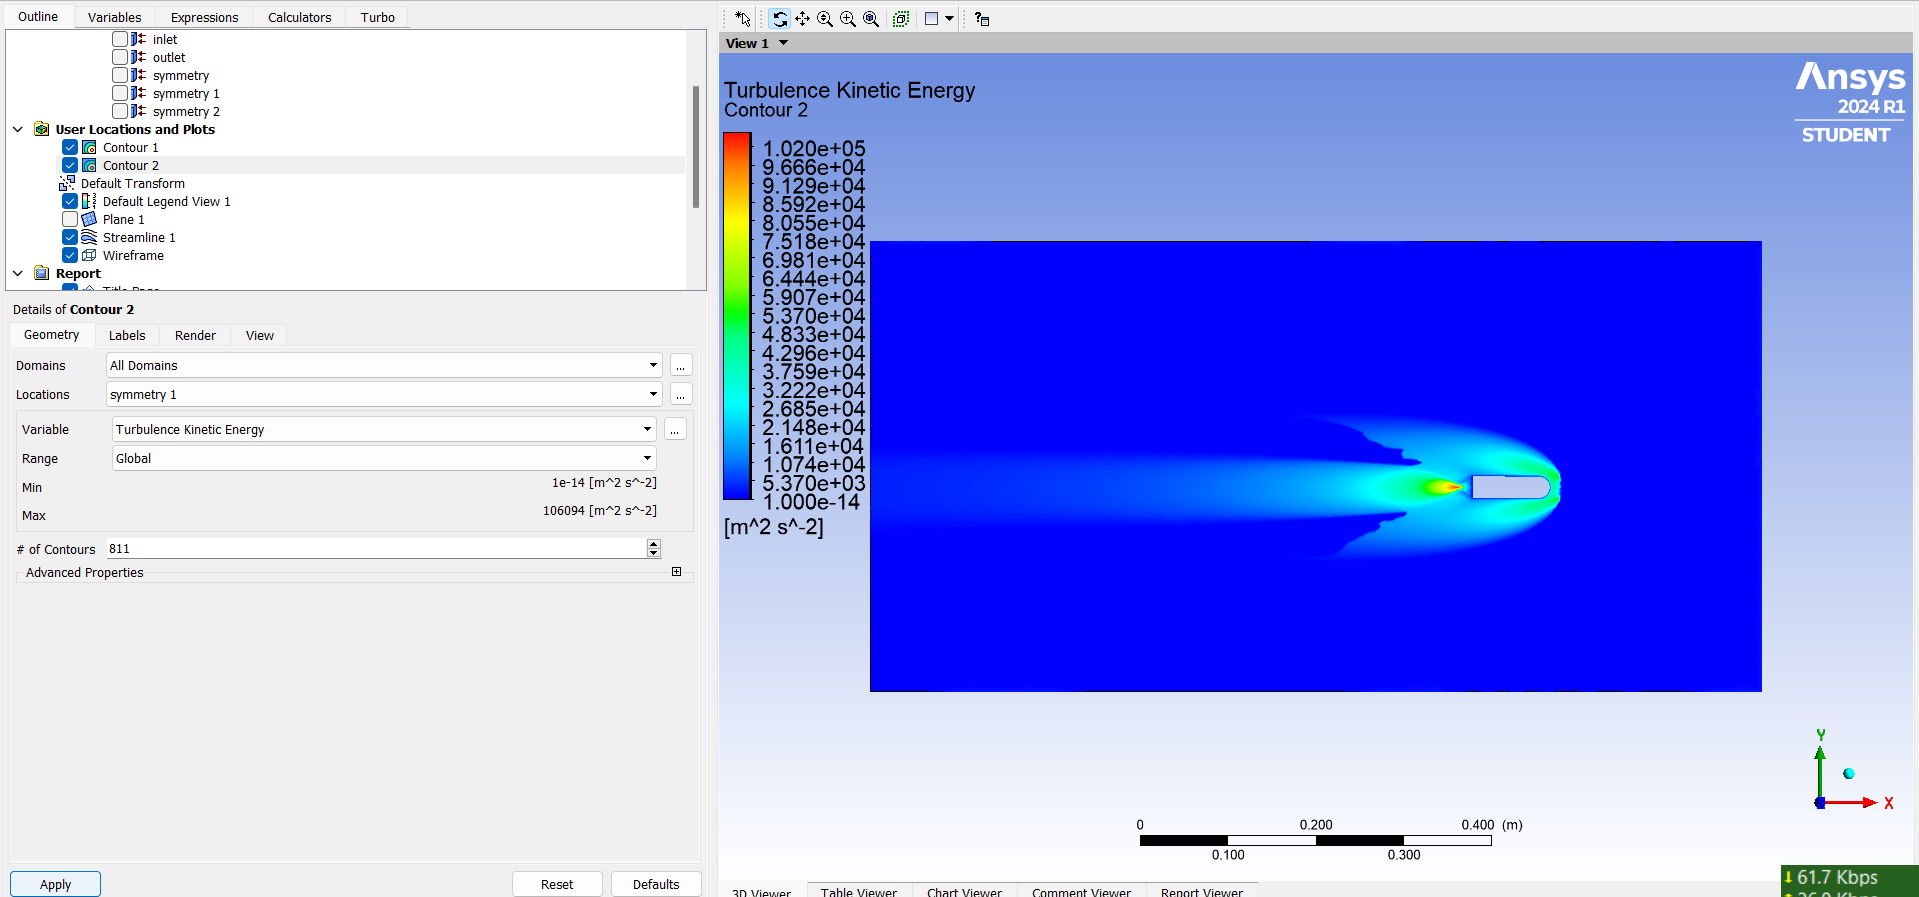 Outline Variables Expressions Calculators Turbo
inlet
outlet
symmetry
symmetry 1
symmetry 2
User Locations and Plots
Contour 1
Contour 2
Default Transform
Default Legend View 1
Plane 1
Streamline 1
Wireframe
Report
Title Page
Details of Contour 2
Geometry Labels Render View
Domains All Domains ...
Locations symmetry 1 ...
Variable Turbulence Kinetic Energy ...
Range Global
Min 1e-14 [m^2 s^-2]
Max 106094 [m^2 s^-2]
# of Contours 811
Advanced Properties
Apply Reset Defaults
View 1
Turbulence Kinetic Energy
Contour 2
1.020e+05
9.666e+04
9.129e+04
8.592e+04
8.055e+04
7.518e+04
6.981e+04
6.444e+04
5.907e+04
5.370e+04
4.833e+04
4.296e+04
3.759e+04
3.222e+04
2.685e+04
2.148e+04
1.611e+04
1.074e+04
5.370e+03
1.000e-14
[m^2 s^-2]
Ansys
2024 R1
STUDENT
Y
X
0 0.200 0.400 (m)
0.100 0.300
3D Viewer Table Viewer Chart Viewer Comment Viewer Report Viewer
61.7 Kbps